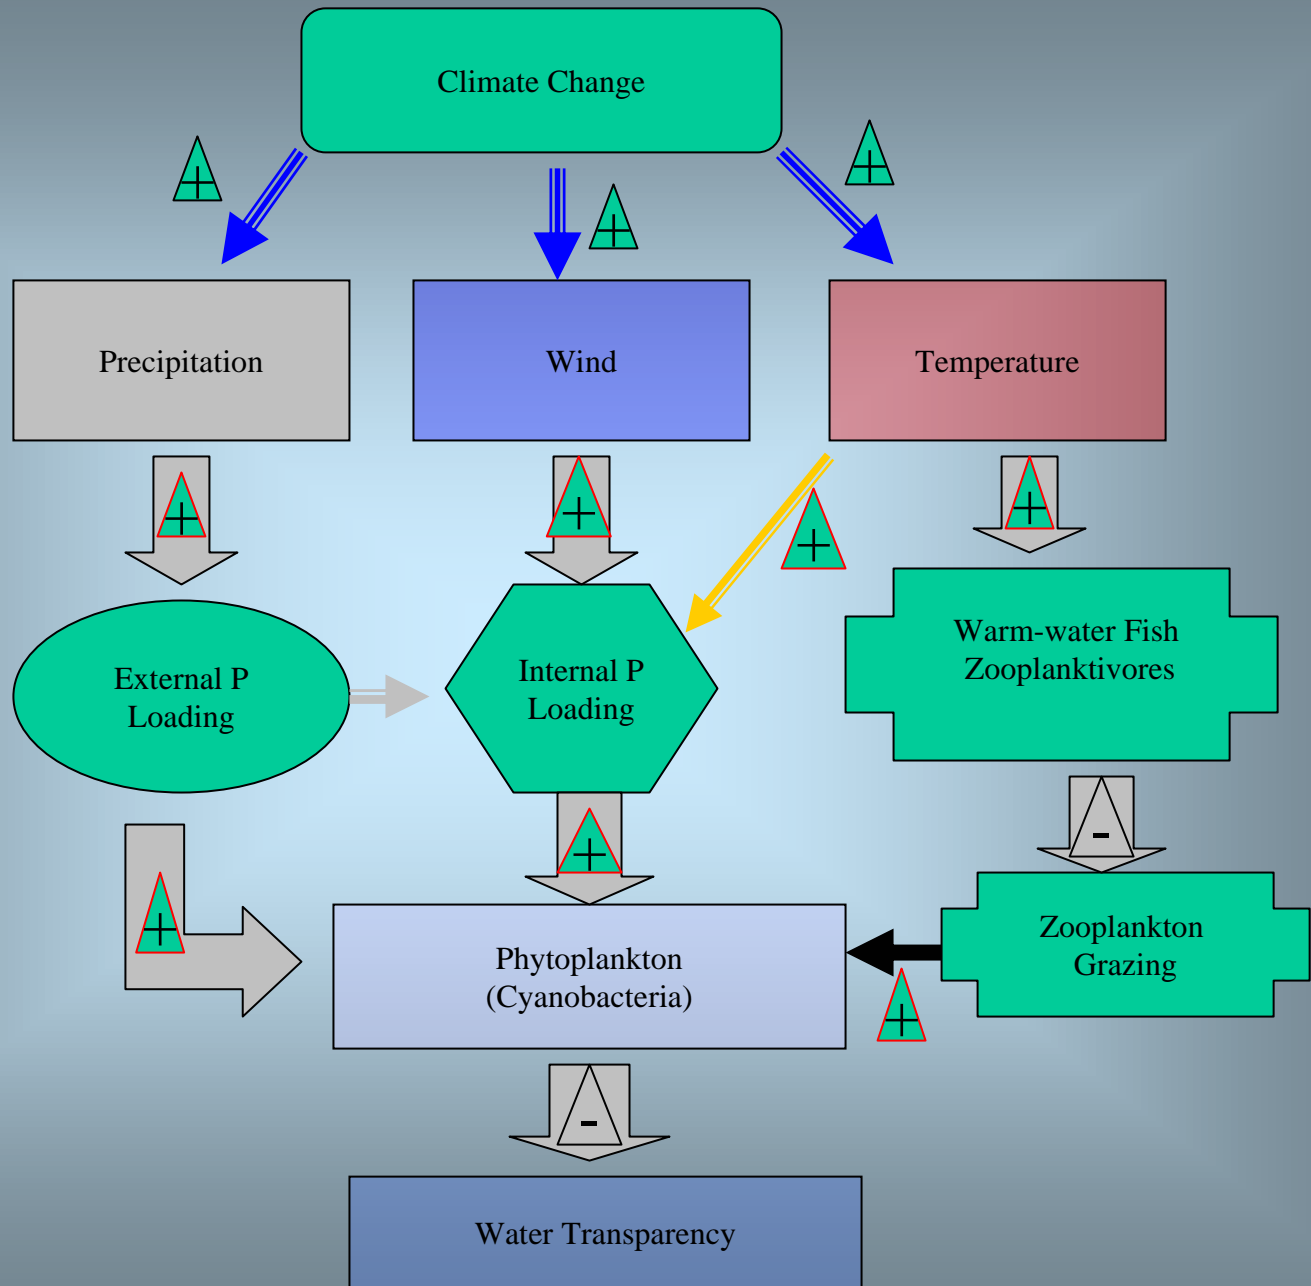 Climate Change
+
+
+
Precipitation
Wind
Temperature
+
+
+
+
External P
Loading
Internal P
Loading
Warm-water Fish
Zooplanktivores
+
+
-
Phytoplankton
(Cyanobacteria)
Zooplankton
Grazing
+
-
Water Transparency